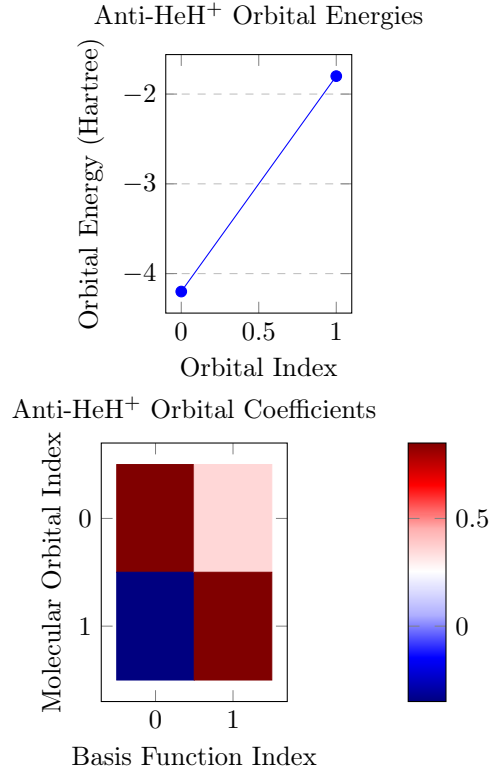 Anti-HeH⁺ Orbital Energies
Orbital Energy (Hartree)
−2
−3
−4
0 0.5 1
Orbital Index
Anti-HeH⁺ Orbital Coefficients
Molecular Orbital Index
0
1
0 1
Basis Function Index
0.5
0